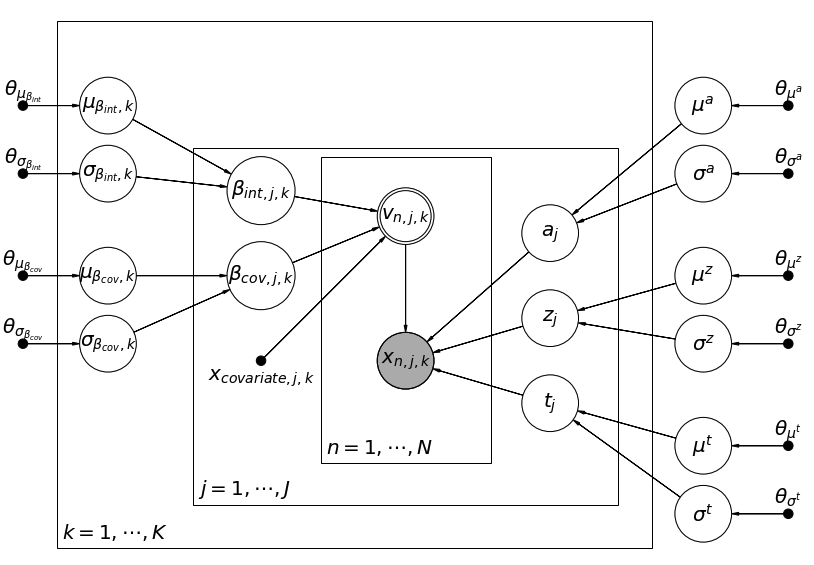 θ_{μ_{β_{int}}}
μ_{β_{int},k}
μ^a
θ_{μ^a}
θ_{σ_{β_{int}}}
σ_{β_{int},k}
σ^a
θ_{σ^a}
β_{int,j,k}
v_{n,j,k}
a_j
θ_{μ_{β_{cov}}}
μ_{β_{cov},k}
β_{cov,j,k}
μ^z
θ_{μ^z}
z_j
θ_{σ_{β_{cov}}}
σ_{β_{cov},k}
σ^z
θ_{σ^z}
x_{n,j,k}
x_{covariate,j,k}
t_j
n = 1, ⋯, N
μ^t
θ_{μ^t}
j = 1, ⋯, J
σ^t
θ_{σ^t}
k = 1, ⋯, K